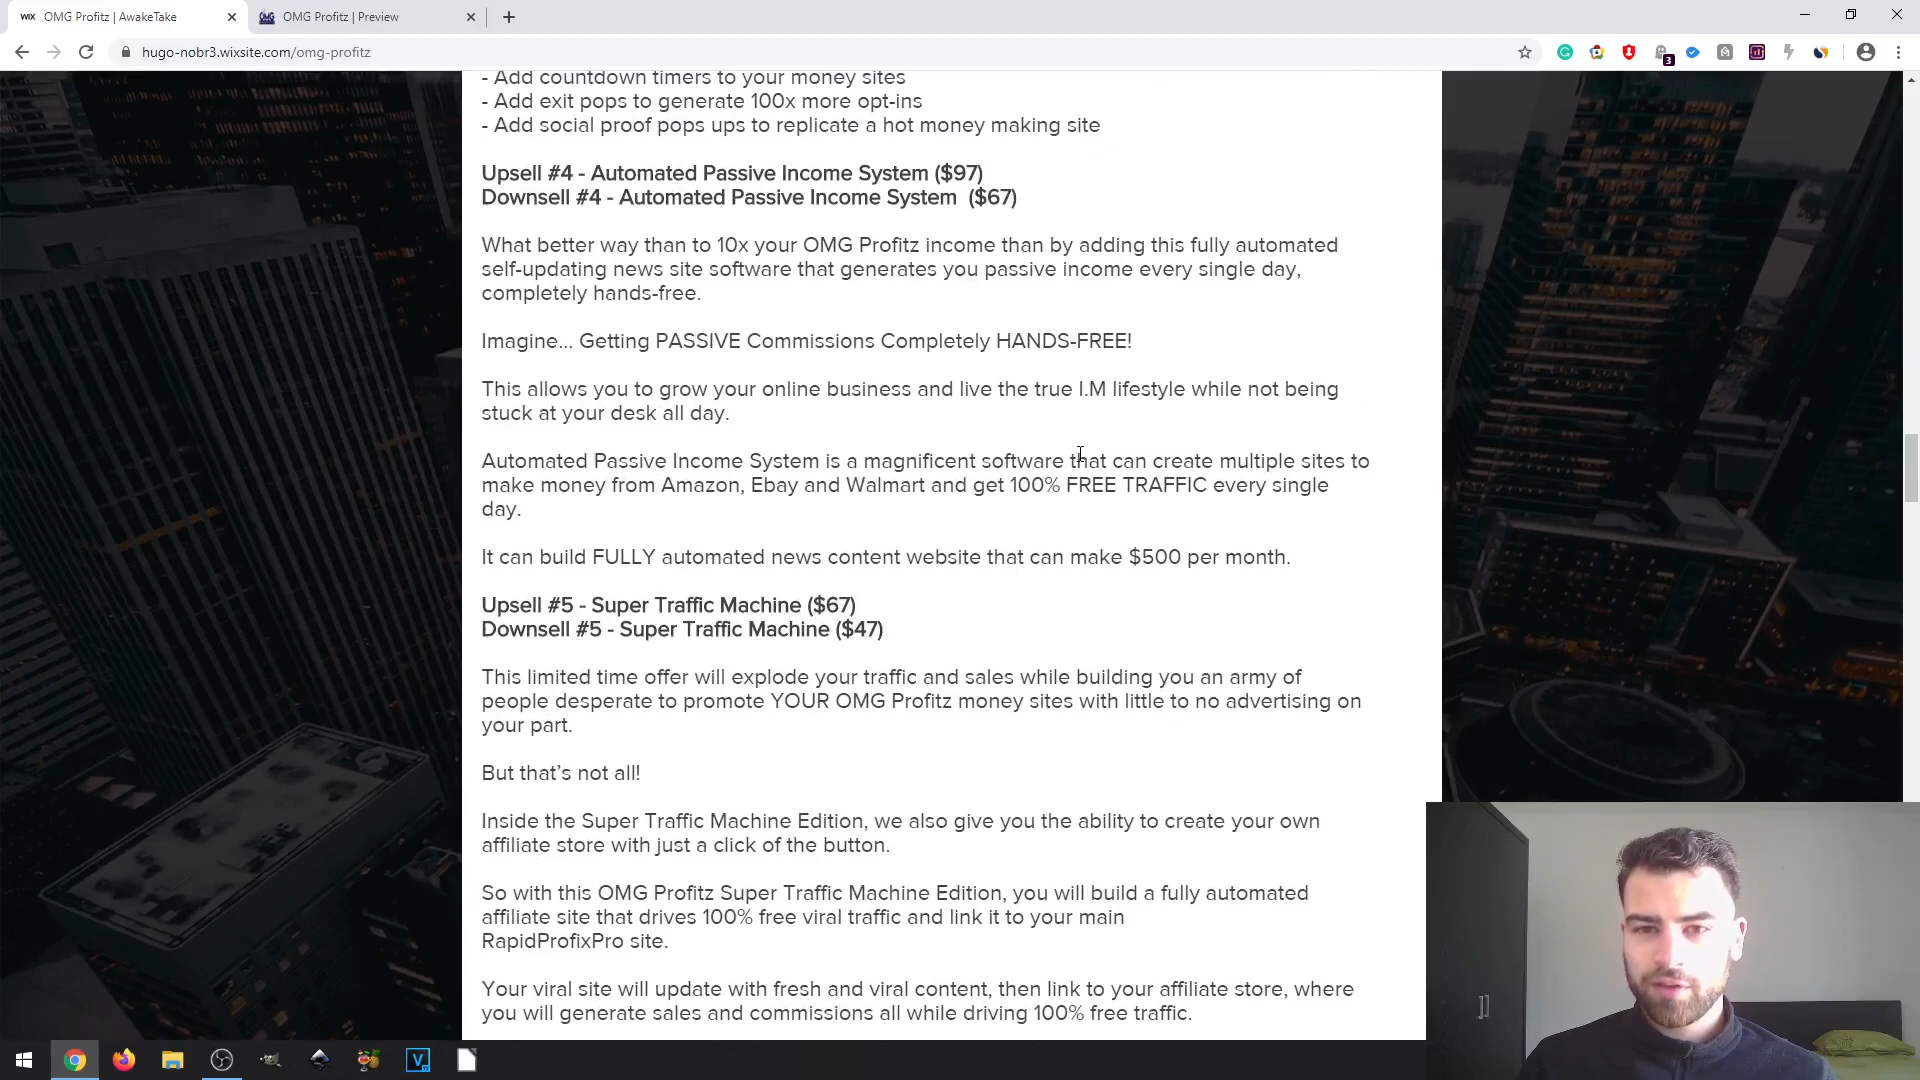 WIX OMG Profitz | AwakeTake
OMG OMG Profitz | Preview
hugo-nobr3.wixsite.com/omg-profitz
3
- Add countdown timers to your money sites
- Add exit pops to generate 100x more opt-ins
- Add social proof pops ups to replicate a hot money making site
Upsell #4 - Automated Passive Income System ($97)
Downsell #4 - Automated Passive Income System ($67)
What better way than to 10x your OMG Profitz income than by adding this fully automated
self-updating news site software that generates you passive income every single day,
completely hands-free.
Imagine... Getting PASSIVE Commissions Completely HANDS-FREE!
This allows you to grow your online business and live the true I.M lifestyle while not being
stuck at your desk all day.
Automated Passive Income System is a magnificent software that can create multiple sites to
make money from Amazon, Ebay and Walmart and get 100% FREE TRAFFIC every single
day.
It can build FULLY automated news content website that can make $500 per month.
Upsell #5 - Super Traffic Machine ($67)
Downsell #5 - Super Traffic Machine ($47)
This limited time offer will explode your traffic and sales while building you an army of
people desperate to promote YOUR OMG Profitz money sites with little to no advertising on
your part.
But that's not all!
Inside the Super Traffic Machine Edition, we also give you the ability to create your own
affiliate store with just a click of the button.
So with this OMG Profitz Super Traffic Machine Edition, you will build a fully automated
affiliate site that drives 100% free viral traffic and link it to your main
RapidProfixPro site.
Your viral site will update with fresh and viral content, then link to your affiliate store, where
you will generate sales and commissions all while driving 100% free traffic.
V